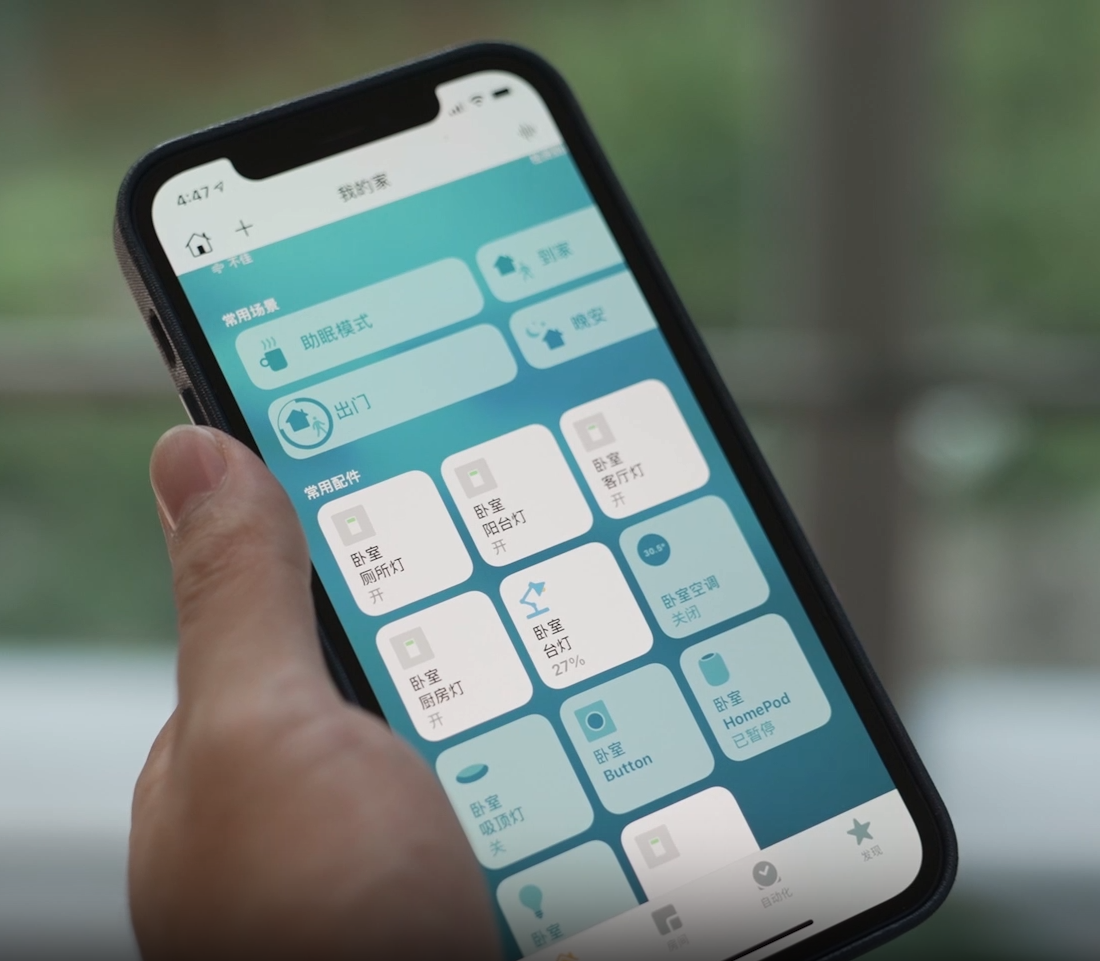 4:47
我的家
不佳
常用场景
助眠模式
到家
出门
晚安
常用配件
卧室
厕所灯
开
卧室
阳台灯
开
卧室
客厅灯
开
卧室
厨房灯
开
卧室
台灯
27%
30.5°
卧室空调
关闭
卧室
吸顶灯
关
卧室
Button
卧室
HomePod
已暂停
卧室
房间
自动化
发现